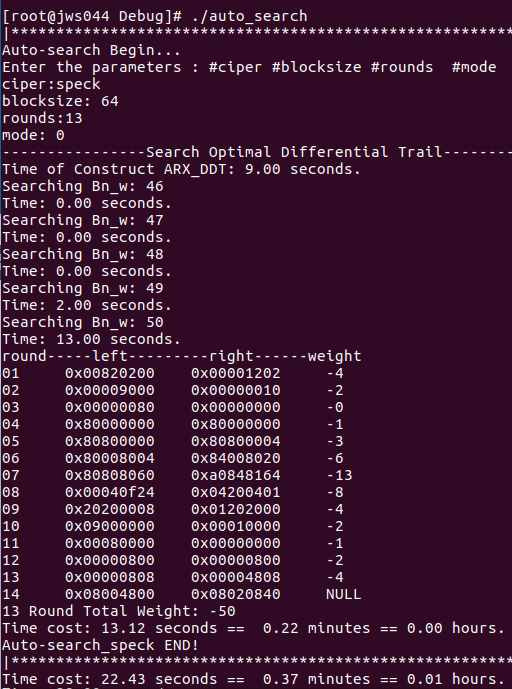 [root@jws044 Debug]# ./auto_search
|*********************************************************
Auto-search Begin...
Enter the parameters : #ciper #blocksize #rounds  #mode
ciper:speck
blocksize: 64
rounds:13
mode: 0
----------------Search Optimal Differential Trail--------
Time of Construct ARX_DDT: 9.00 seconds.
Searching Bn_w: 46
Time: 0.00 seconds.
Searching Bn_w: 47
Time: 0.00 seconds.
Searching Bn_w: 48
Time: 0.00 seconds.
Searching Bn_w: 49
Time: 2.00 seconds.
Searching Bn_w: 50
Time: 13.00 seconds.
round-----left---------right------weight
01     0x00820200    0x00001202     -4
02     0x00009000    0x00000010     -2
03     0x00000080    0x00000000     -0
04     0x80000000    0x80000000     -1
05     0x80800000    0x80800004     -3
06     0x80008004    0x84008020     -6
07     0x80808060    0xa0848164     -13
08     0x00040f24    0x04200401     -8
09     0x20200008    0x01202000     -4
10     0x09000000    0x00010000     -2
11     0x00080000    0x00000000     -1
12     0x00000800    0x00000800     -2
13     0x00000808    0x00004808     -4
14     0x08004800    0x08020840     NULL
13 Round Total Weight: -50
Time cost: 13.12 seconds ==  0.22 minutes == 0.00 hours.
Auto-search_speck END!
|*********************************************************
Time cost: 22.43 seconds ==  0.37 minutes == 0.01 hours.